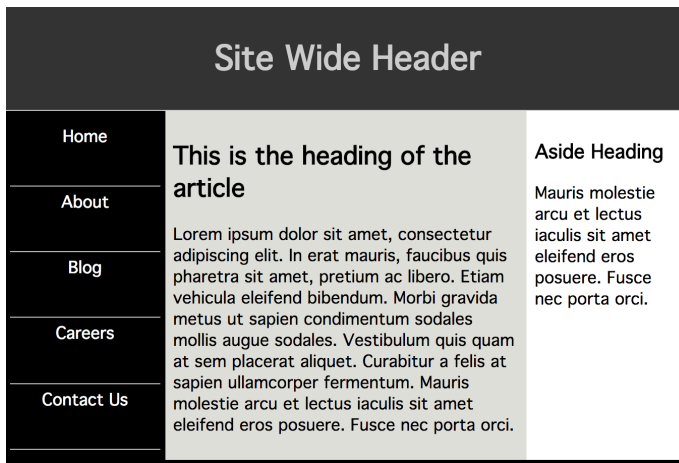 Site Wide Header
Home
About
Blog
Careers
Contact Us
This is the heading of the
article
Lorem ipsum dolor sit amet, consectetur
adipiscing elit. In erat mauris, faucibus quis
pharetra sit amet, pretium ac libero. Etiam
vehicula eleifend bibendum. Morbi gravida
metus ut sapien condimentum sodales
mollis augue sodales. Vestibulum quis quam
at sem placerat aliquet. Curabitur a felis at
sapien ullamcorper fermentum. Mauris
molestie arcu et lectus iaculis sit amet
eleifend eros posuere. Fusce nec porta orci.
Aside Heading
Mauris molestie
arcu et lectus
iaculis sit amet
eleifend eros
posuere. Fusce
nec porta orci.